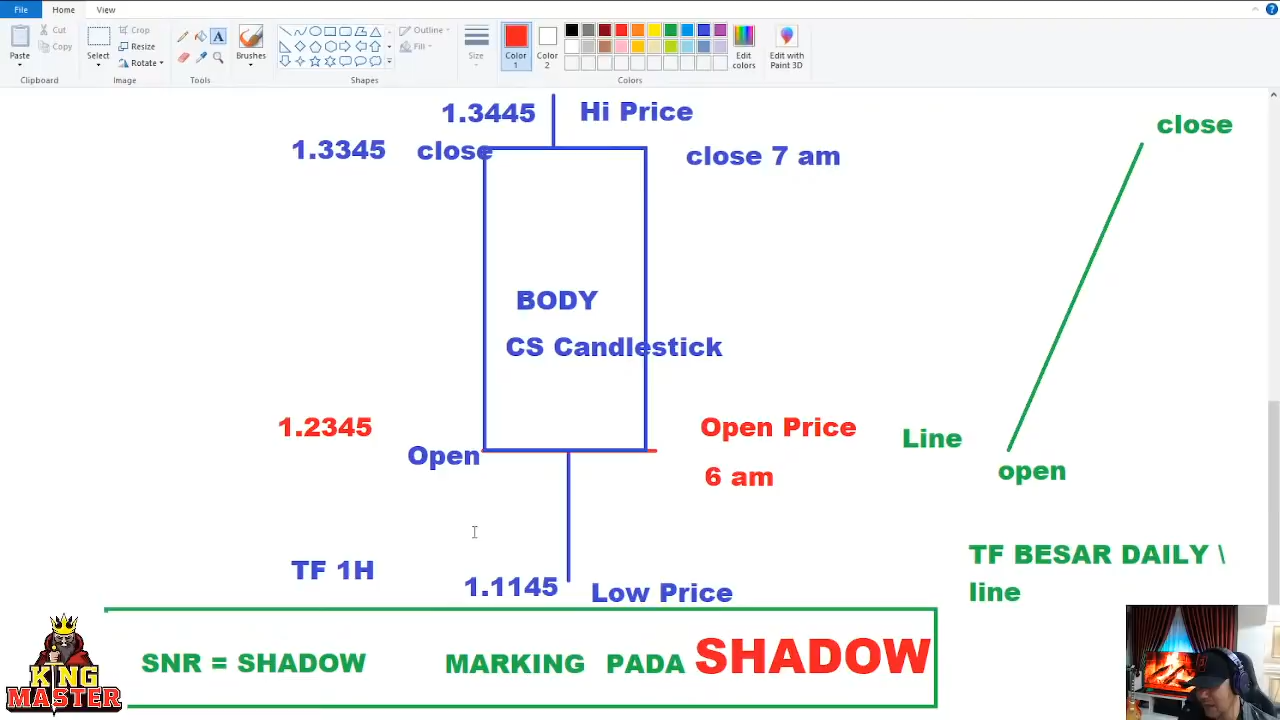 File Home View
Paste
Cut
Copy
Clipboard
Select
Crop
Resize
Rotate
Image
A
Tools
Brushes
Outline
Fill
Shapes
Size
Color
1
Color
2
Edit
colors
Edit with
Paint 3D
Colors
1.3445 Hi Price
1.3345 close
close 7 am
close
BODY
CS Candlestick
1.2345
Open Price
Open
6 am
Line
open
TF 1H
1.1145
Low Price
TF BESAR DAILY \
line
SNR = SHADOW MARKING PADA SHADOW
KING
MASTER